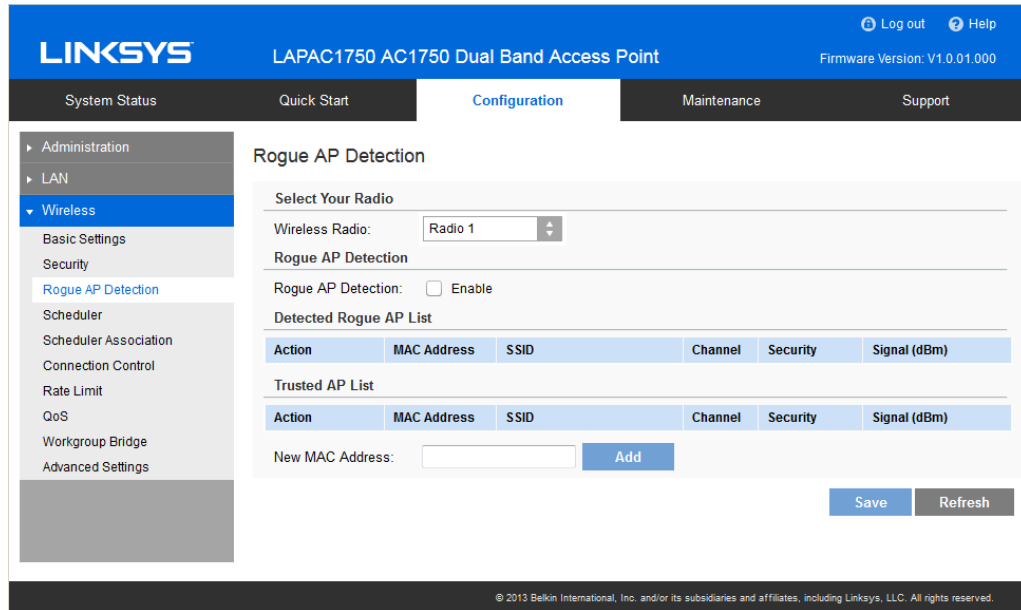 Log out Help
LINKSYS LAPAC1750 AC1750 Dual Band Access Point Firmware Version: V1.0.01.000
System Status Quick Start Configuration Maintenance Support
Administration
LAN
Wireless
Basic Settings
Security
Rogue AP Detection
Scheduler
Scheduler Association
Connection Control
Rate Limit
QoS
Workgroup Bridge
Advanced Settings
Rogue AP Detection
Select Your Radio
Wireless Radio: Radio 1
Rogue AP Detection
Rogue AP Detection: Enable
Detected Rogue AP List
Action MAC Address SSID Channel Security Signal (dBm)
Trusted AP List
Action MAC Address SSID Channel Security Signal (dBm)
New MAC Address: Add
Save Refresh
© 2013 Belkin International, Inc. and/or its subsidiaries and affiliates, including Linksys, LLC. All rights reserved.